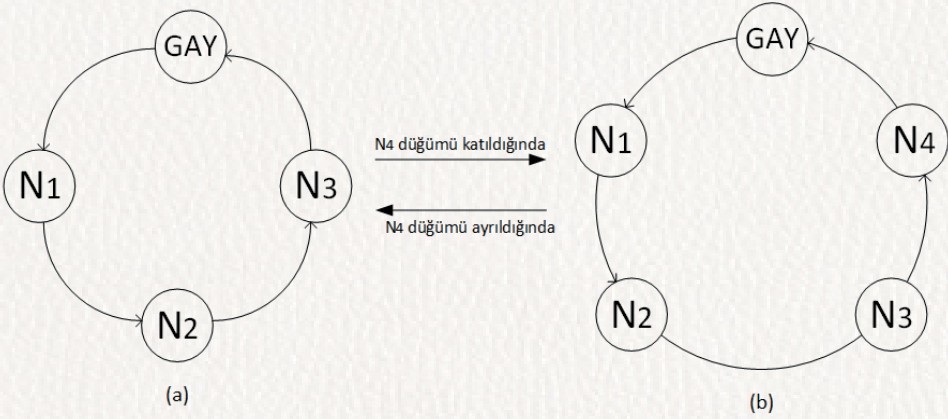 GAY
N1
N3
N2
(a)
N4 düğümü katıldığında
N4 düğümü ayrıldığında
GAY
N1
N4
N2
N3
(b)